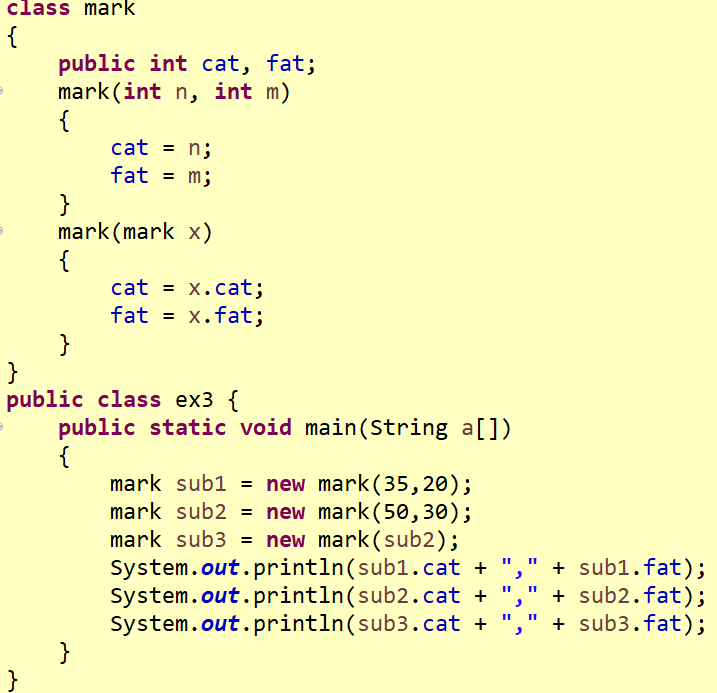 class mark
{
    public int cat, fat;
    mark(int n, int m)
    {
        cat = n;
        fat = m;
    }
    mark(mark x)
    {
        cat = x.cat;
        fat = x.fat;
    }
}
public class ex3 {
    public static void main(String a[])
    {
        mark sub1 = new mark(35,20);
        mark sub2 = new mark(50,30);
        mark sub3 = new mark(sub2);
        System.out.println(sub1.cat + "," + sub1.fat);
        System.out.println(sub2.cat + "," + sub2.fat);
        System.out.println(sub3.cat + "," + sub3.fat);
    }
}